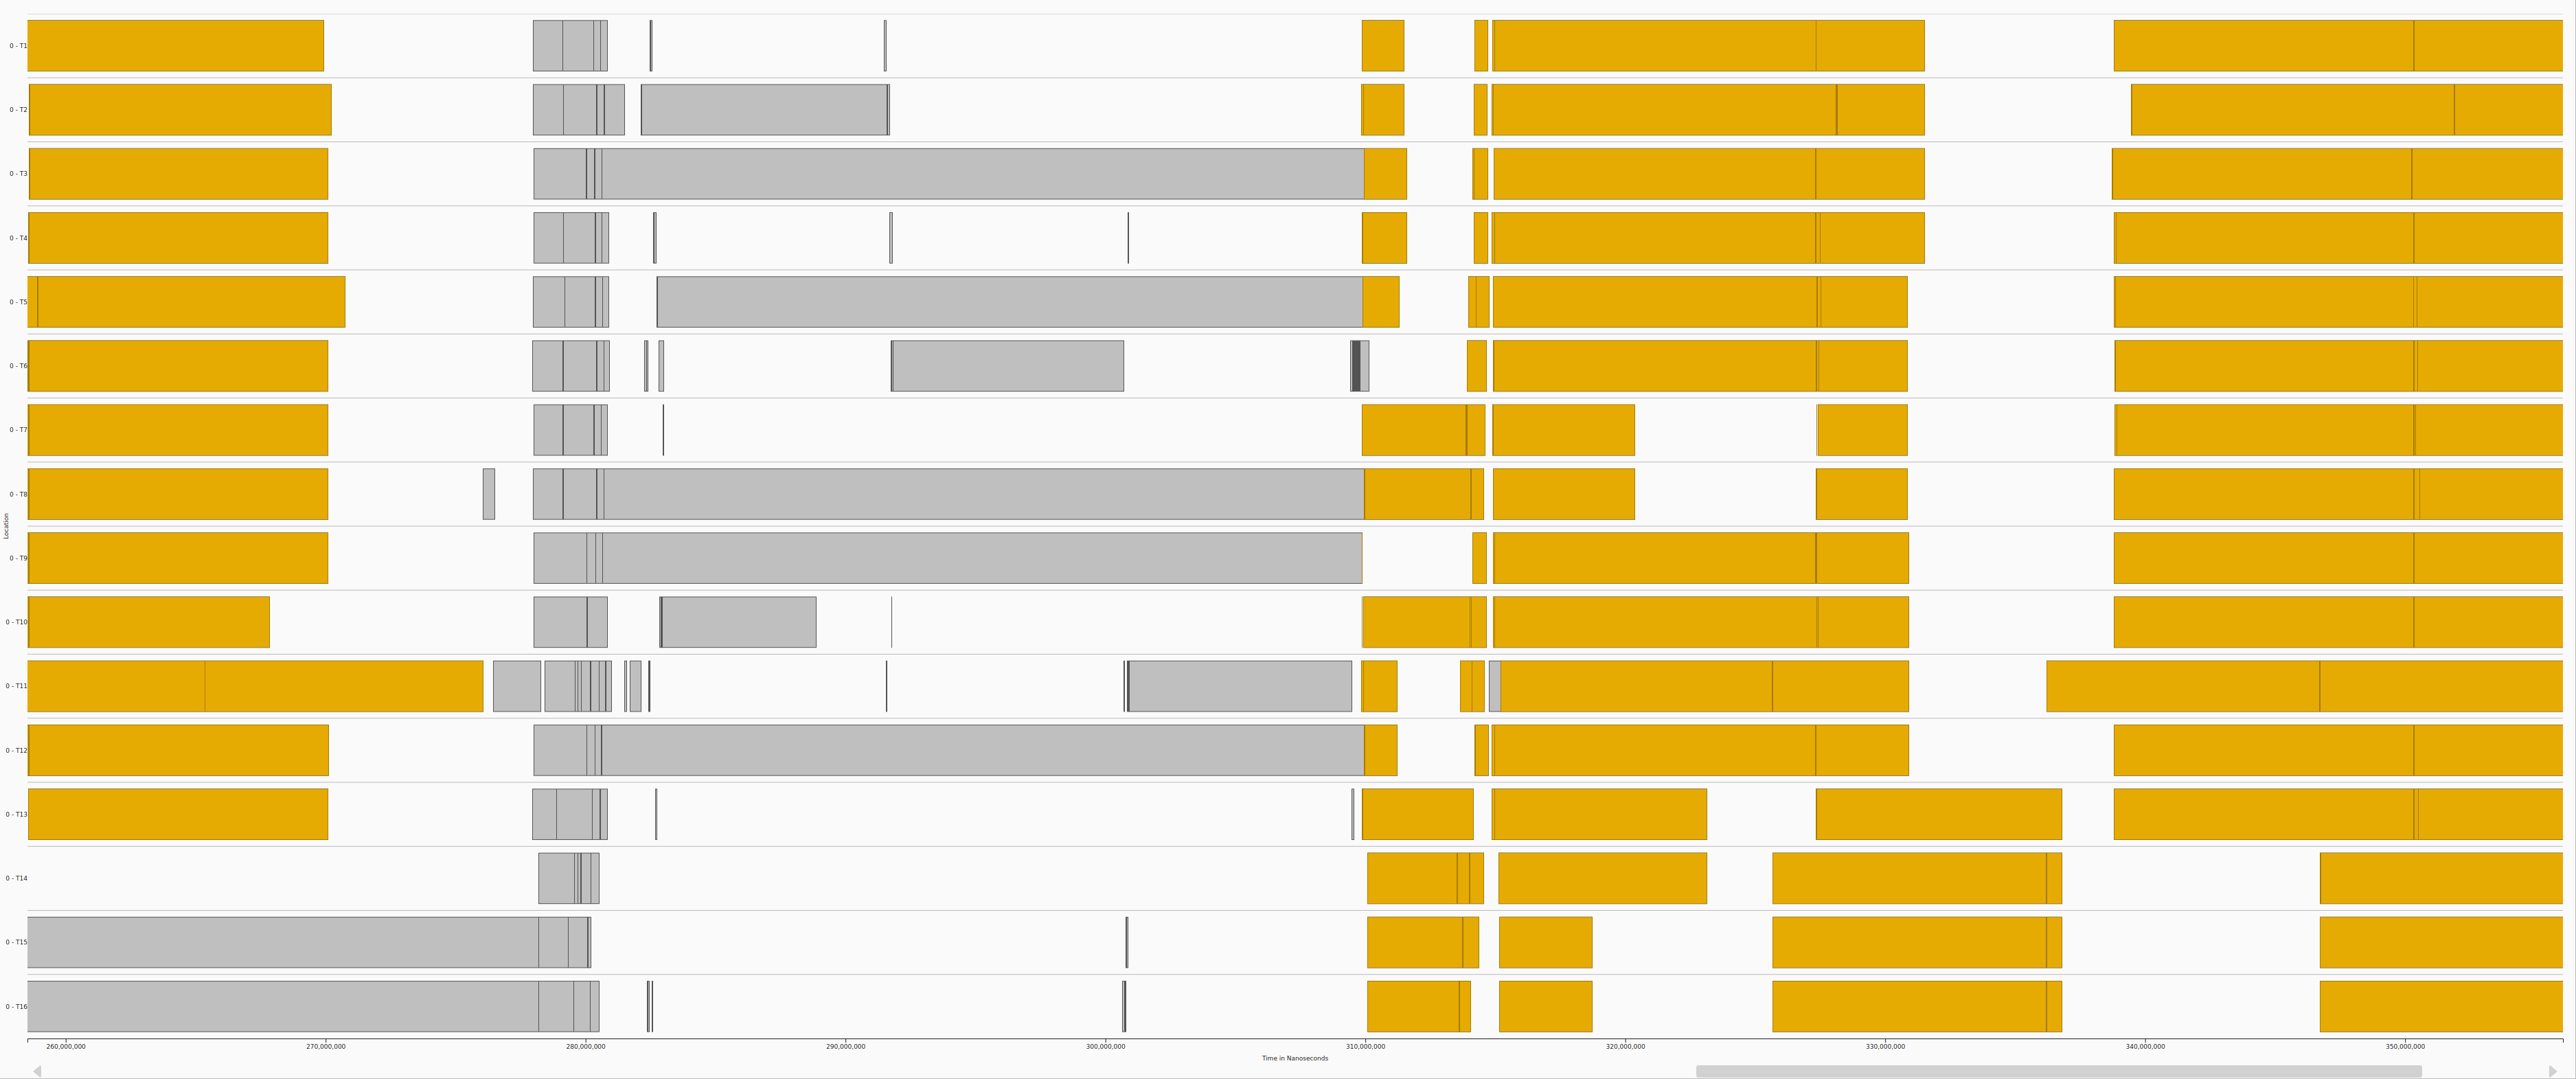 0 - T1
0 - T2
0 - T3
0 - T4
0 - T5
0 - T6
0 - T7
0 - T8
Location
0 - T9
0 - T10
0 - T11
0 - T12
0 - T13
0 - T14
0 - T15
0 - T16
260,000,000 270,000,000 280,000,000 290,000,000 300,000,000 310,000,000 320,000,000 330,000,000 340,000,000 350,000,000
Time in Nanoseconds